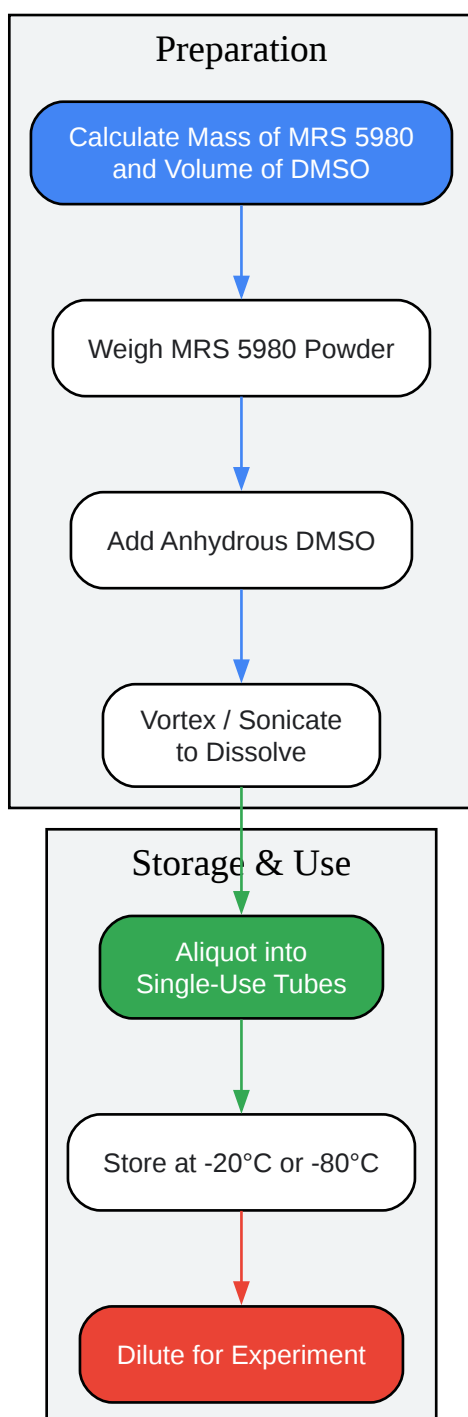 Preparation
Calculate Mass of MRS 5980
and Volume of DMSO
Weigh MRS 5980 Powder
Add Anhydrous DMSO
Vortex / Sonicate
to Dissolve
Storage & Use
Aliquot into
Single-Use Tubes
Store at -20°C or -80°C
Dilute for Experiment